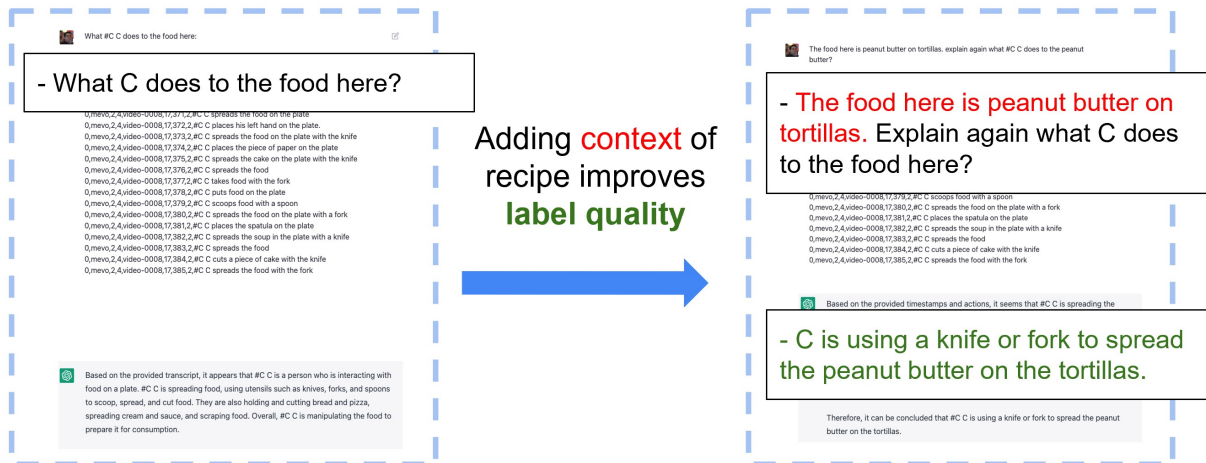 What #C C does to the food here:
- What C does to the food here?
0,mevo,2,4,video-0008,17,371,2,#C C spreads the food on the plate
0,mevo,2,4,video-0008,17,372,2,#C C places his left hand on the plate.
0,mevo,2,4,video-0008,17,373,2,#C C spreads the food on the plate with the knife
0,mevo,2,4,video-0008,17,374,2,#C C places the piece of paper on the plate
0,mevo,2,4,video-0008,17,375,2,#C C spreads the cake on the plate with the knife
0,mevo,2,4,video-0008,17,376,2,#C C spreads the food
0,mevo,2,4,video-0008,17,377,2,#C C takes food with the fork
0,mevo,2,4,video-0008,17,378,2,#C C puts food on the plate
0,mevo,2,4,video-0008,17,379,2,#C C scoops food with a spoon
0,mevo,2,4,video-0008,17,380,2,#C C spreads the food on the plate with a fork
0,mevo,2,4,video-0008,17,381,2,#C C places the spatula on the plate
0,mevo,2,4,video-0008,17,382,2,#C C spreads the soup in the plate with a knife
0,mevo,2,4,video-0008,17,383,2,#C C spreads the food
0,mevo,2,4,video-0008,17,384,2,#C C cuts a piece of cake with the knife
0,mevo,2,4,video-0008,17,385,2,#C C spreads the food with the fork
Based on the provided transcript, it appears that #C C is a person who is interacting with
food on a plate. #C C is spreading food, using utensils such as knives, forks, and spoons
to scoop, spread, and cut food. They are also holding and cutting bread and pizza,
spreading cream and sauce, and scraping food. Overall, #C C is manipulating the food to
prepare it for consumption.
Adding context of
recipe improves
label quality
The food here is peanut butter on tortillas. explain again what #C C does to the peanut
butter?
- The food here is peanut butter on
tortillas. Explain again what C does
to the food here?
0,mevo,2,4,video-0008,17,379,2,#C C scoops food with a spoon
0,mevo,2,4,video-0008,17,380,2,#C C spreads the food on the plate with a fork
0,mevo,2,4,video-0008,17,381,2,#C C places the spatula on the plate
0,mevo,2,4,video-0008,17,382,2,#C C spreads the soup in the plate with a knife
0,mevo,2,4,video-0008,17,383,2,#C C spreads the food
0,mevo,2,4,video-0008,17,384,2,#C C cuts a piece of cake with the knife
0,mevo,2,4,video-0008,17,385,2,#C C spreads the food with the fork
Based on the provided timestamps and actions, it seems that #C C is spreading the
- C is using a knife or fork to spread
the peanut butter on the tortillas.
Therefore, it can be concluded that #C C is using a knife or fork to spread the peanut
butter on the tortillas.